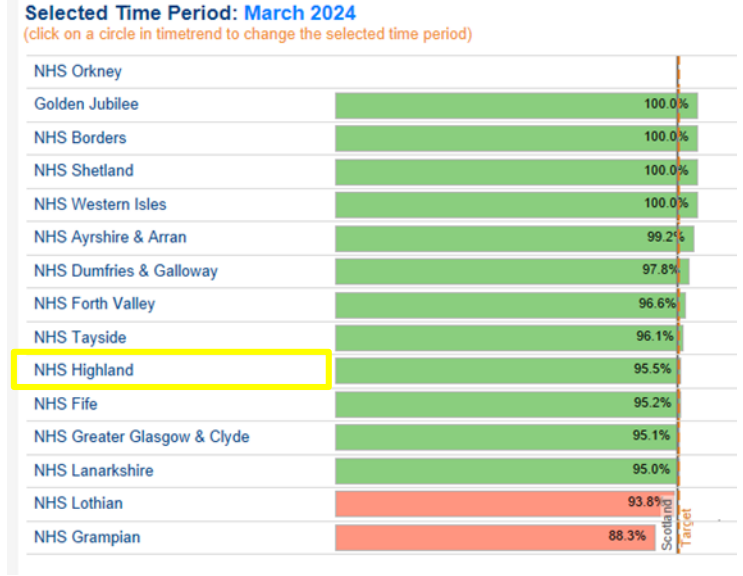 Selected Time Period: March 2024
(click on a circle in timetrend to change the selected time period)
NHS Orkney
Golden Jubilee 100.0%
NHS Borders 100.0%
NHS Shetland 100.0%
NHS Western Isles 100.0%
NHS Ayrshire & Arran 99.2%
NHS Dumfries & Galloway 97.8%
NHS Forth Valley 96.6%
NHS Tayside 96.1%
NHS Highland 95.5%
NHS Fife 95.2%
NHS Greater Glasgow & Clyde 95.1%
NHS Lanarkshire 95.0%
NHS Lothian 93.8%
NHS Grampian 88.3%
Scotland
Target